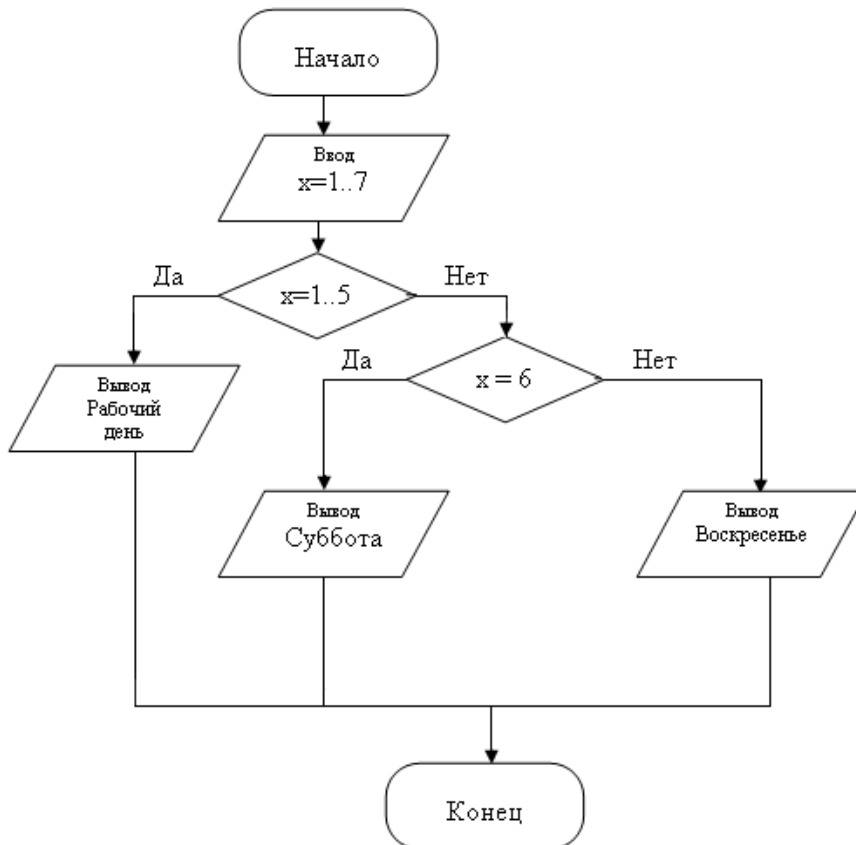 Начало
Ввод
x=1..7
Да
Нет
x=1..5
Да
Нет
x = 6
Вывод
Рабочий
день
Вывод
Суббота
Вывод
Воскресенье
Конец